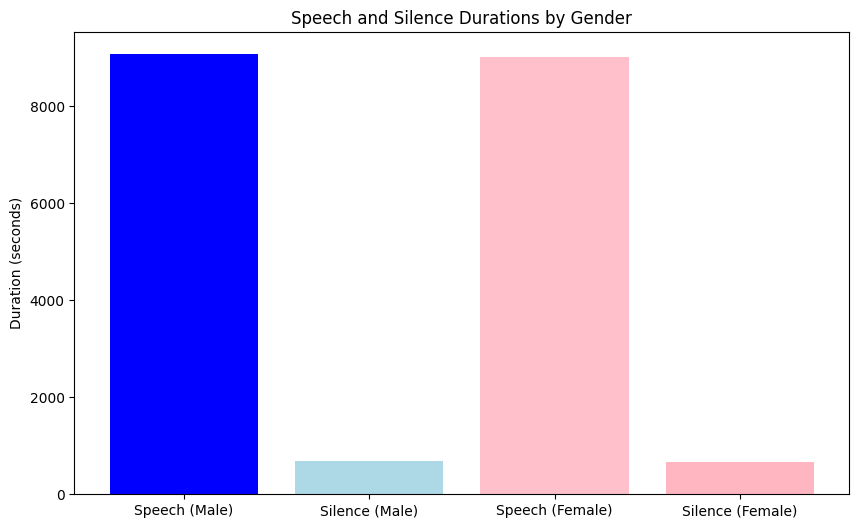 Speech and Silence Durations by Gender
Duration (seconds)
8000
6000
4000
2000
0
Speech (Male)
Silence (Male)
Speech (Female)
Silence (Female)